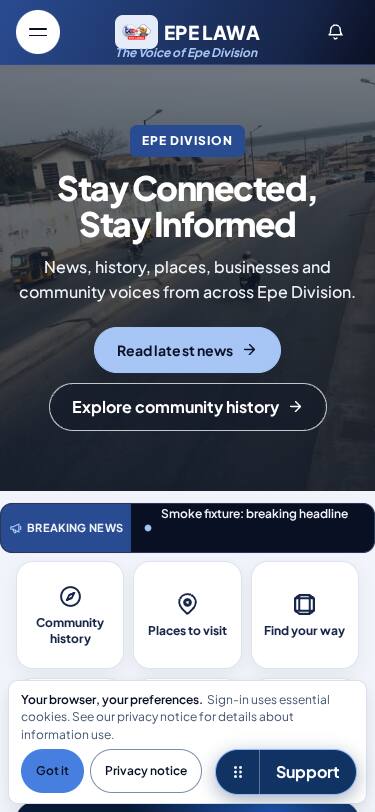 EPE LAWA
The Voice of Epe Division
EPE DIVISION
Stay Connected,
Stay Informed
News, history, places, businesses and
community voices from across Epe Division.
Read latest news
Explore community history
BREAKING NEWS
Smoke fixture: breaking headline
Community
history
Places to visit
Find your way
Your browser, your preferences. Sign-in uses essential
cookies. See our privacy notice for details about
information use.
Got it
Privacy notice
Support